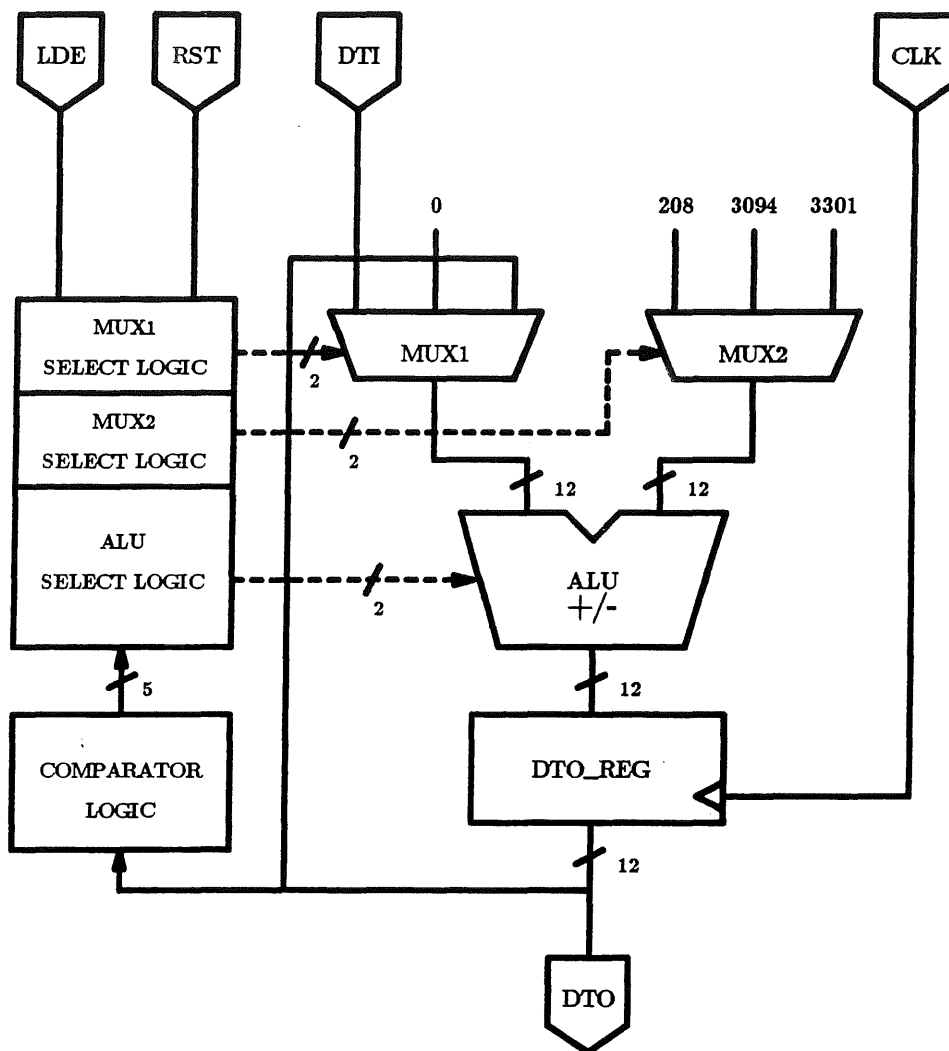 LDE
RST
DTI
CLK
0
208
3094
3301
MUX1
SELECT LOGIC
2
MUX1
MUX2
MUX2
SELECT LOGIC
2
12
12
ALU
SELECT LOGIC
2
ALU
+/-
5
12
COMPARATOR
LOGIC
DTO_REG
12
DTO